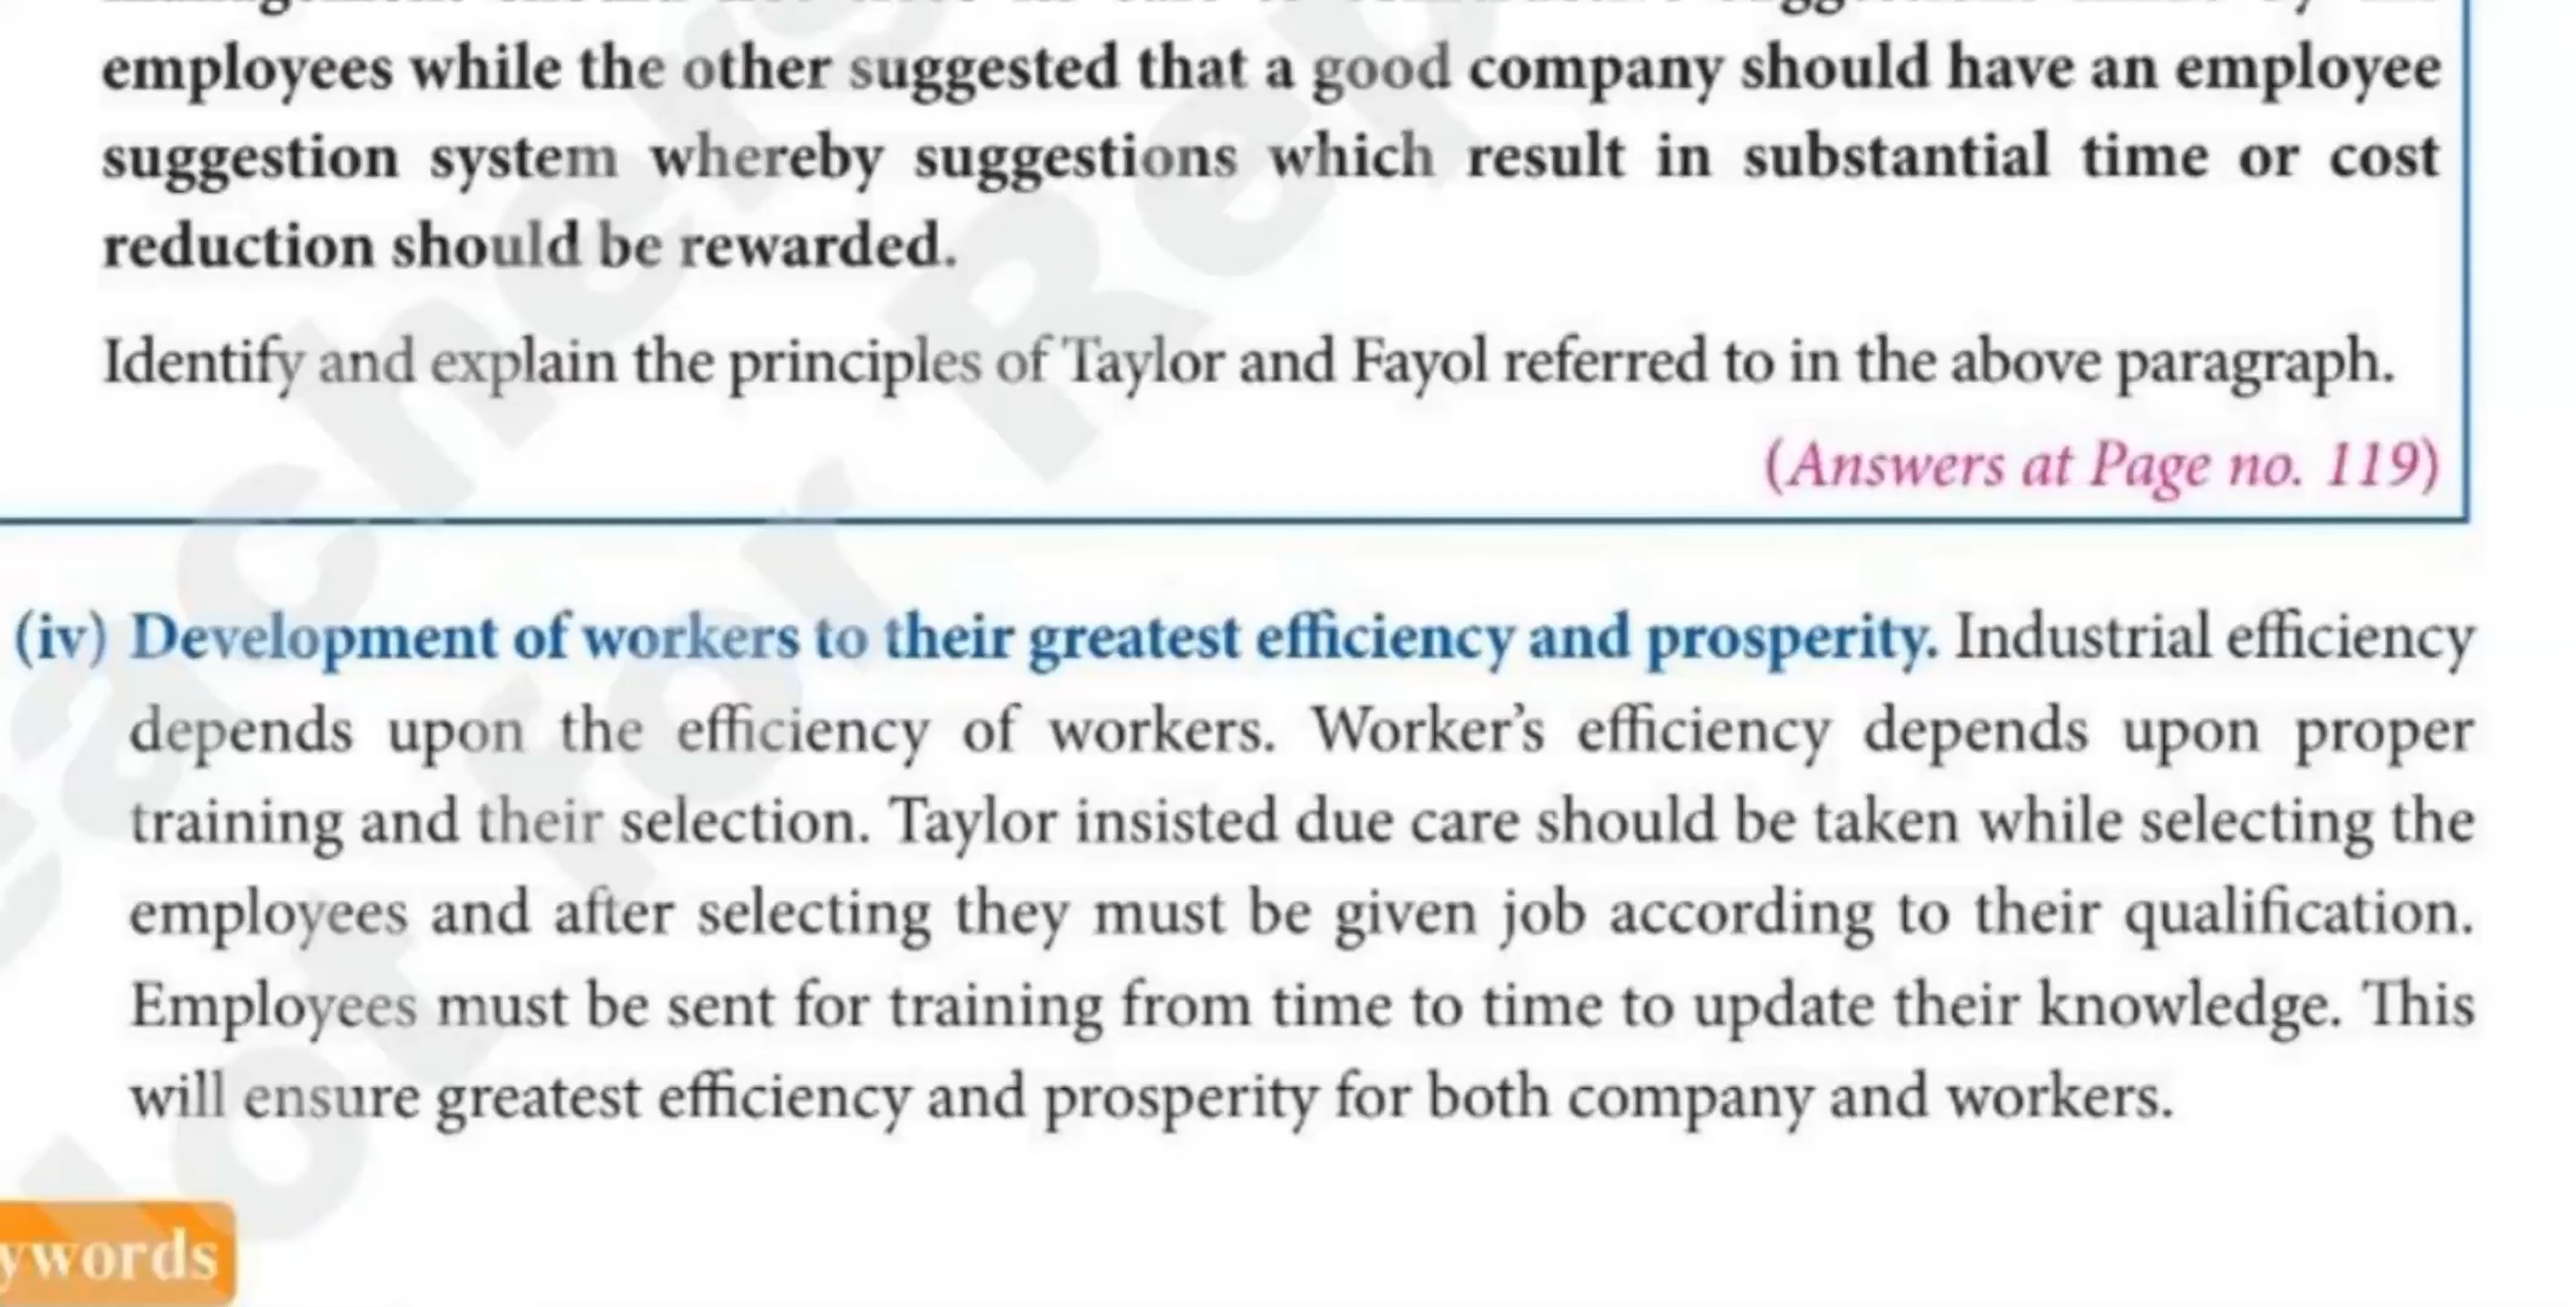 employees while the other suggested that a good company should have an employee
suggestion system whereby suggestions which result in substantial time or cost
reduction should be rewarded.
Identify and explain the principles of Taylor and Fayol referred to in the above paragraph.
(Answers at Page no. 119)
(iv) Development of workers to their greatest efficiency and prosperity. Industrial efficiency
depends upon the efficiency of workers. Worker's efficiency depends upon proper
training and their selection. Taylor insisted due care should be taken while selecting the
employees and after selecting they must be given job according to their qualification.
Employees must be sent for training from time to time to update their knowledge. This
will ensure greatest efficiency and prosperity for both company and workers.
ywords